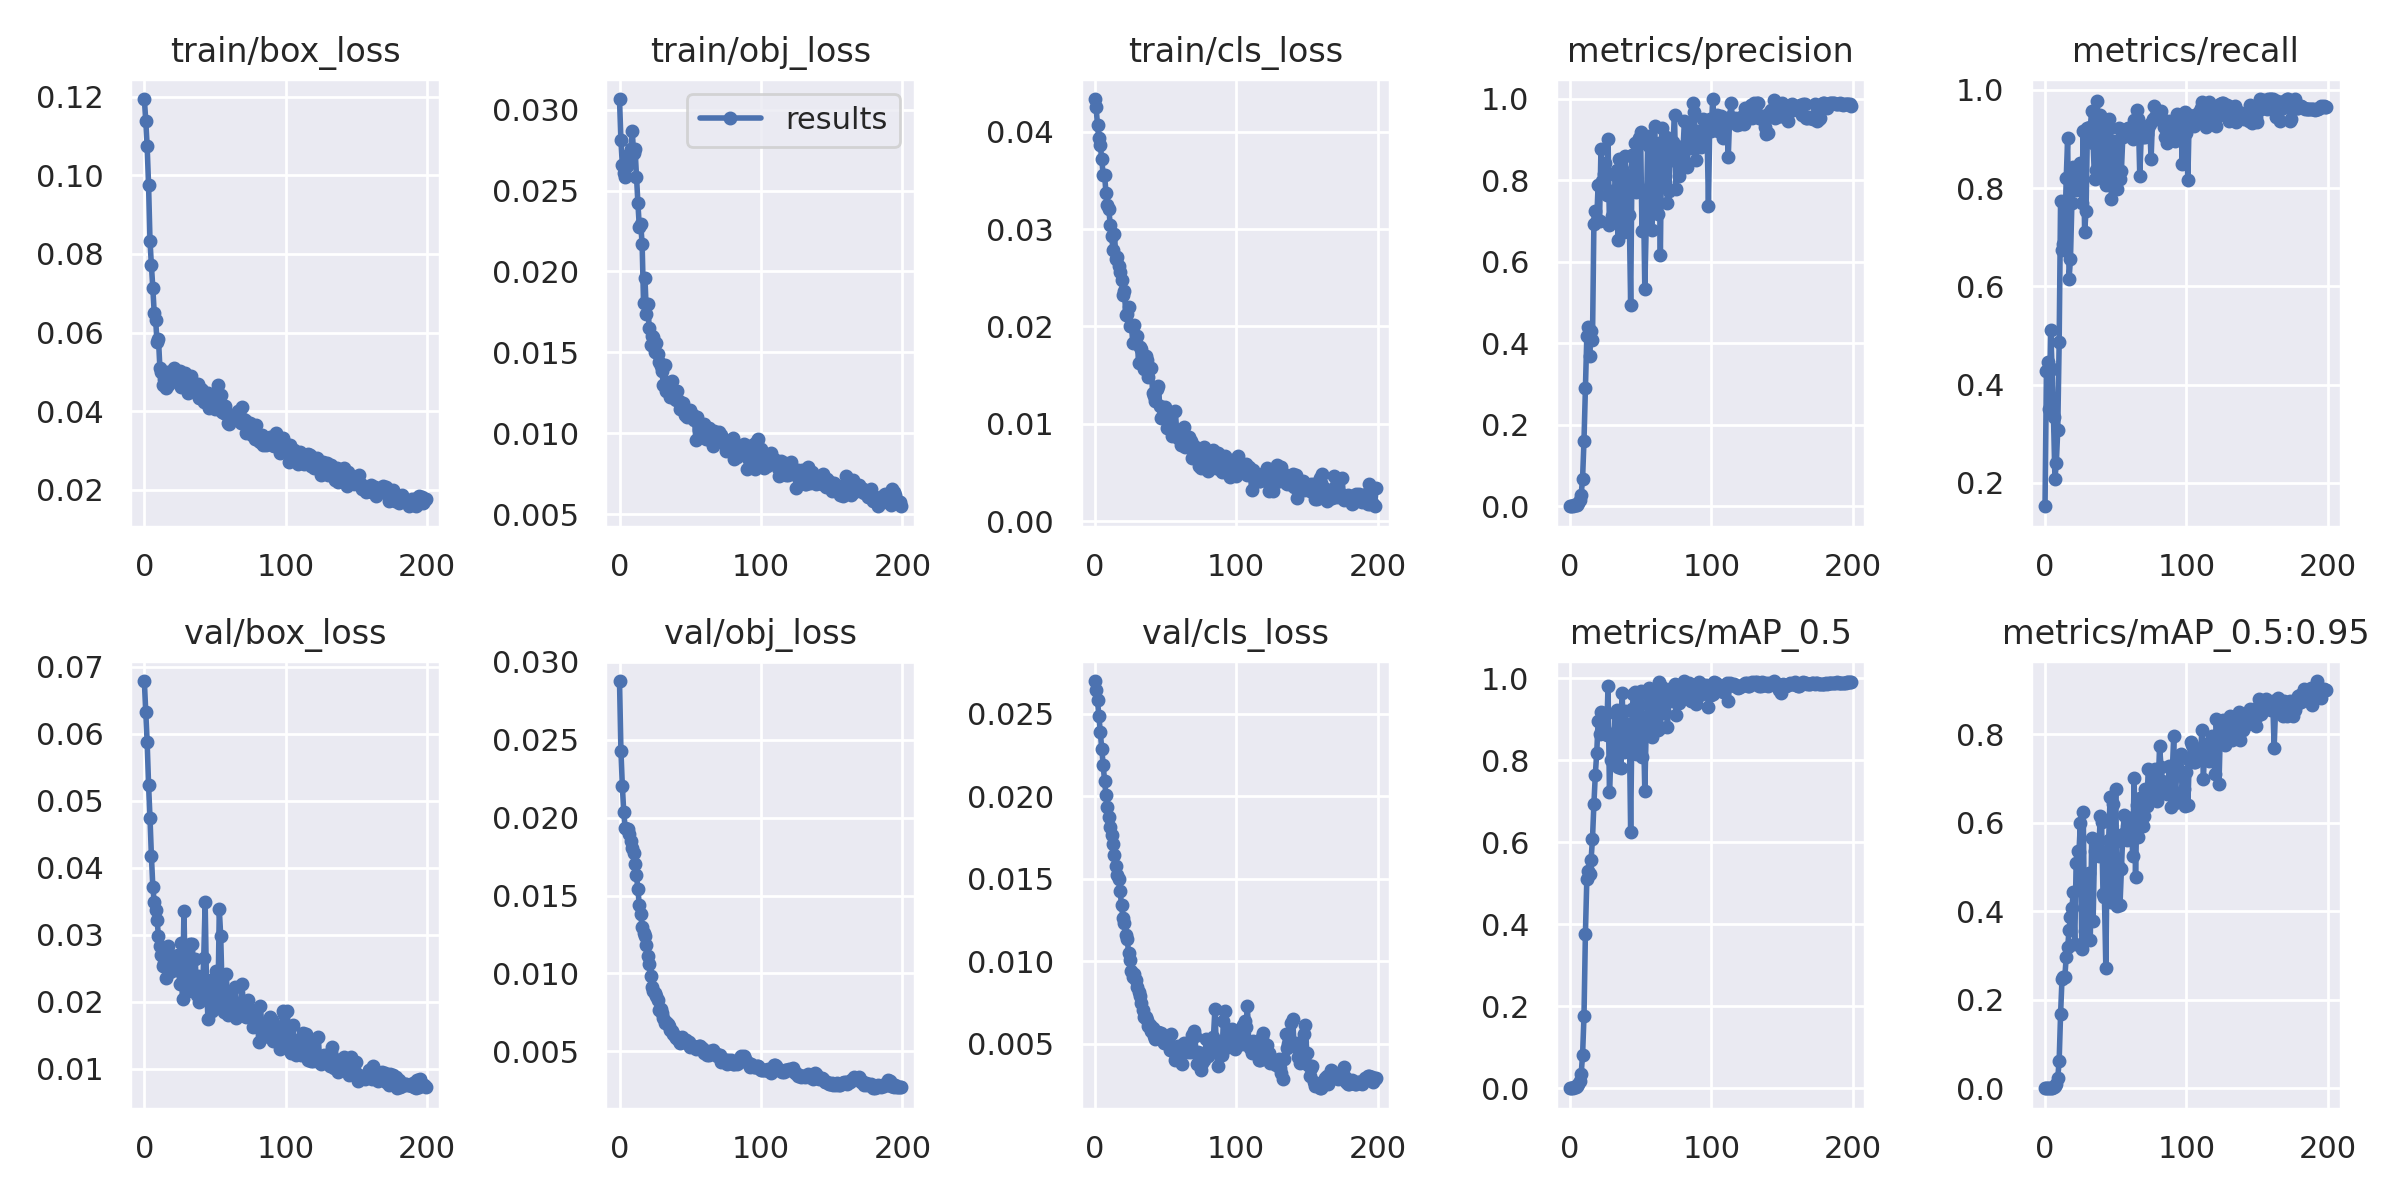 train/box_loss
0.12
0.10
0.08
0.06
0.04
0.02
0 100 200
train/obj_loss
results
0.030
0.025
0.020
0.015
0.010
0.005
0 100 200
train/cls_loss
0.04
0.03
0.02
0.01
0.00
0 100 200
metrics/precision
1.0
0.8
0.6
0.4
0.2
0.0
0 100 200
metrics/recall
1.0
0.8
0.6
0.4
0.2
0 100 200
val/box_loss
0.07
0.06
0.05
0.04
0.03
0.02
0.01
0 100 200
val/obj_loss
0.030
0.025
0.020
0.015
0.010
0.005
0 100 200
val/cls_loss
0.025
0.020
0.015
0.010
0.005
0 100 200
metrics/mAP_0.5
1.0
0.8
0.6
0.4
0.2
0.0
0 100 200
metrics/mAP_0.5:0.95
0.8
0.6
0.4
0.2
0.0
0 100 200